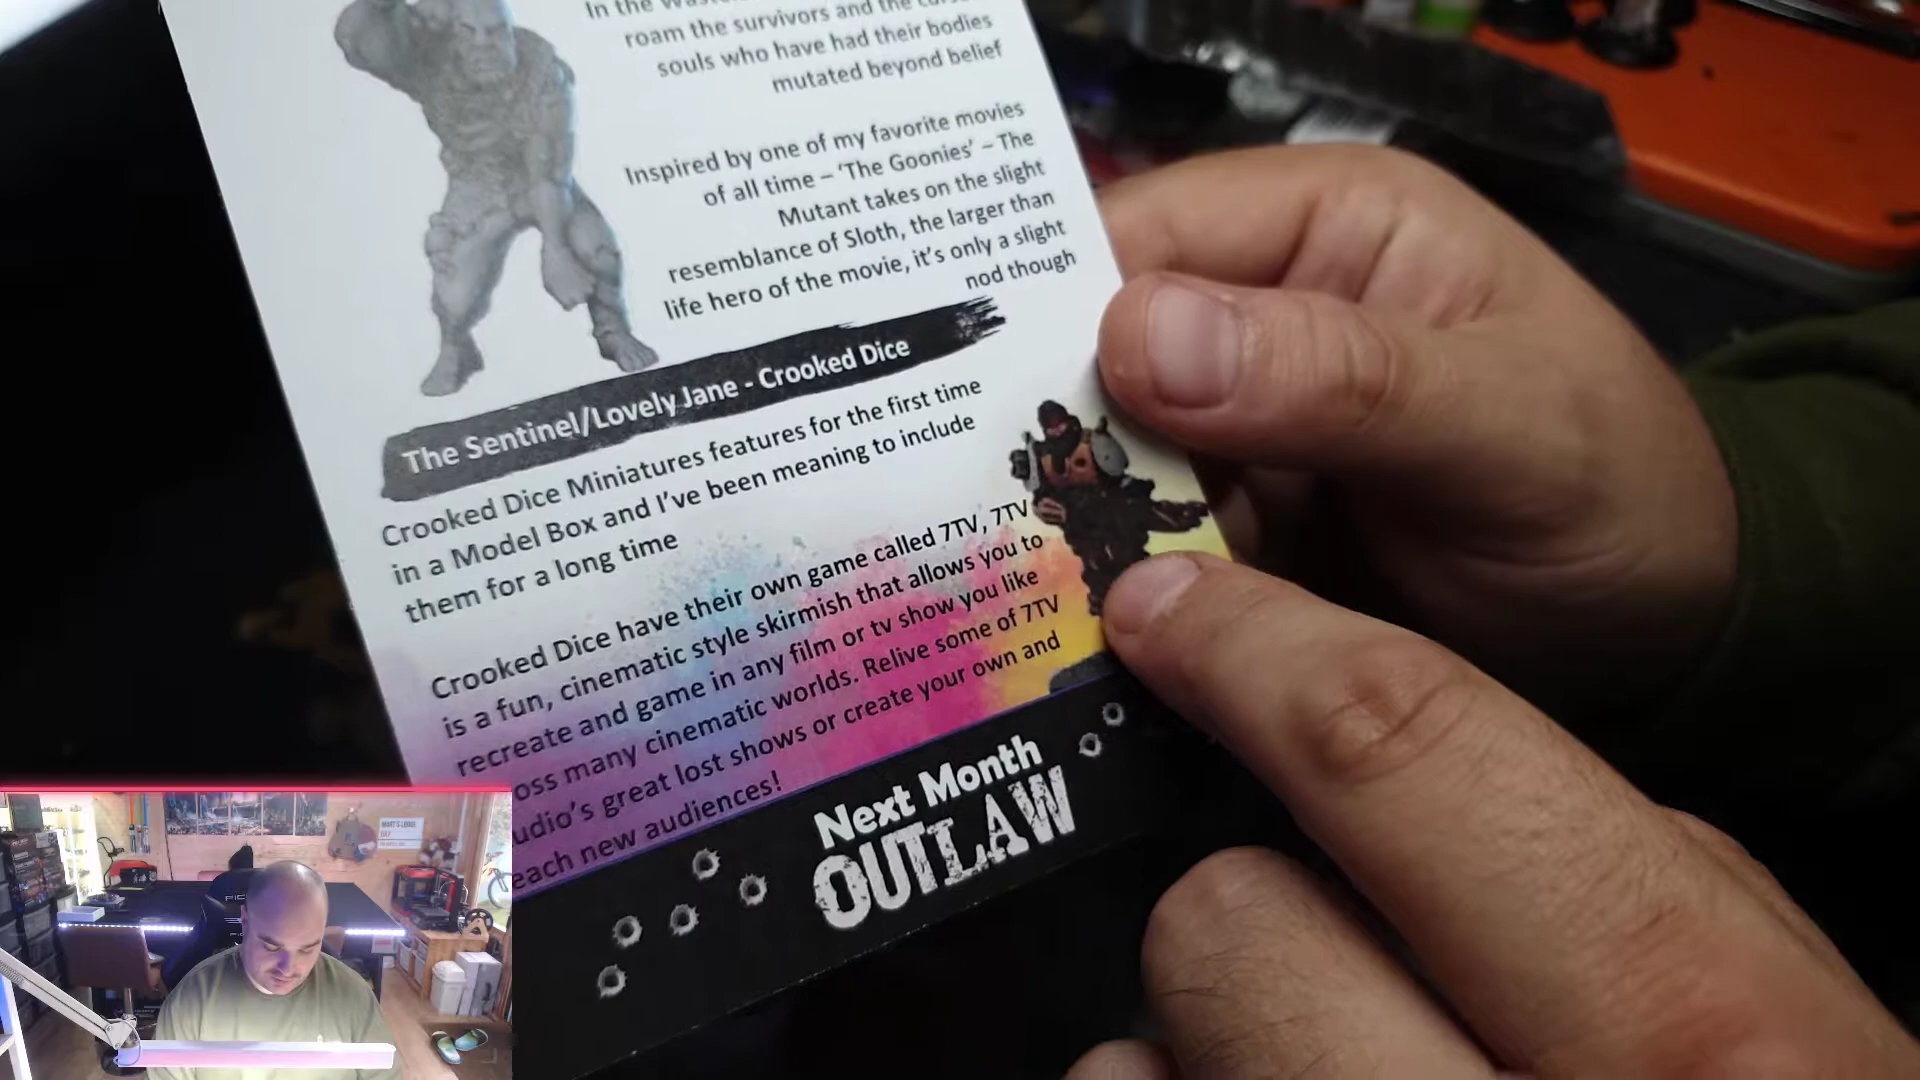 In the
roam the survivors and the
souls who have had their bodies
mutated beyond belief
Inspired by one of my favorite movies
of all time – ‘The Goonies’ – The
Mutant takes on the slight
resemblance of Sloth, the larger than
life hero of the movie, it’s only a slight
nod though
The Sentinel/Lovely Jane - Crooked Dice
Crooked Dice Miniatures features for the first time
in a Model Box and I’ve been meaning to include
them for a long time
Crooked Dice have their own game called 7TV, 7TV
is a fun, cinematic style skirmish that allows you to
recreate and game in any film or tv show you like
oss many cinematic worlds. Relive some of 7TV
udio’s great lost shows or create your own and
each new audiences!
Next Month
OUTLAW